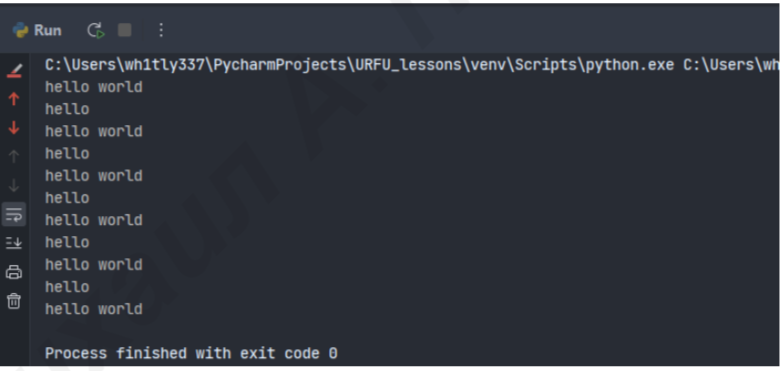 Run
C:\Users\wh1tly337\PycharmProjects\URFU_lessons\venv\Scripts\python.exe C:\Users\wh
hello world
hello
hello world
hello
hello world
hello
hello world
hello
hello world
hello
hello world
Process finished with exit code 0